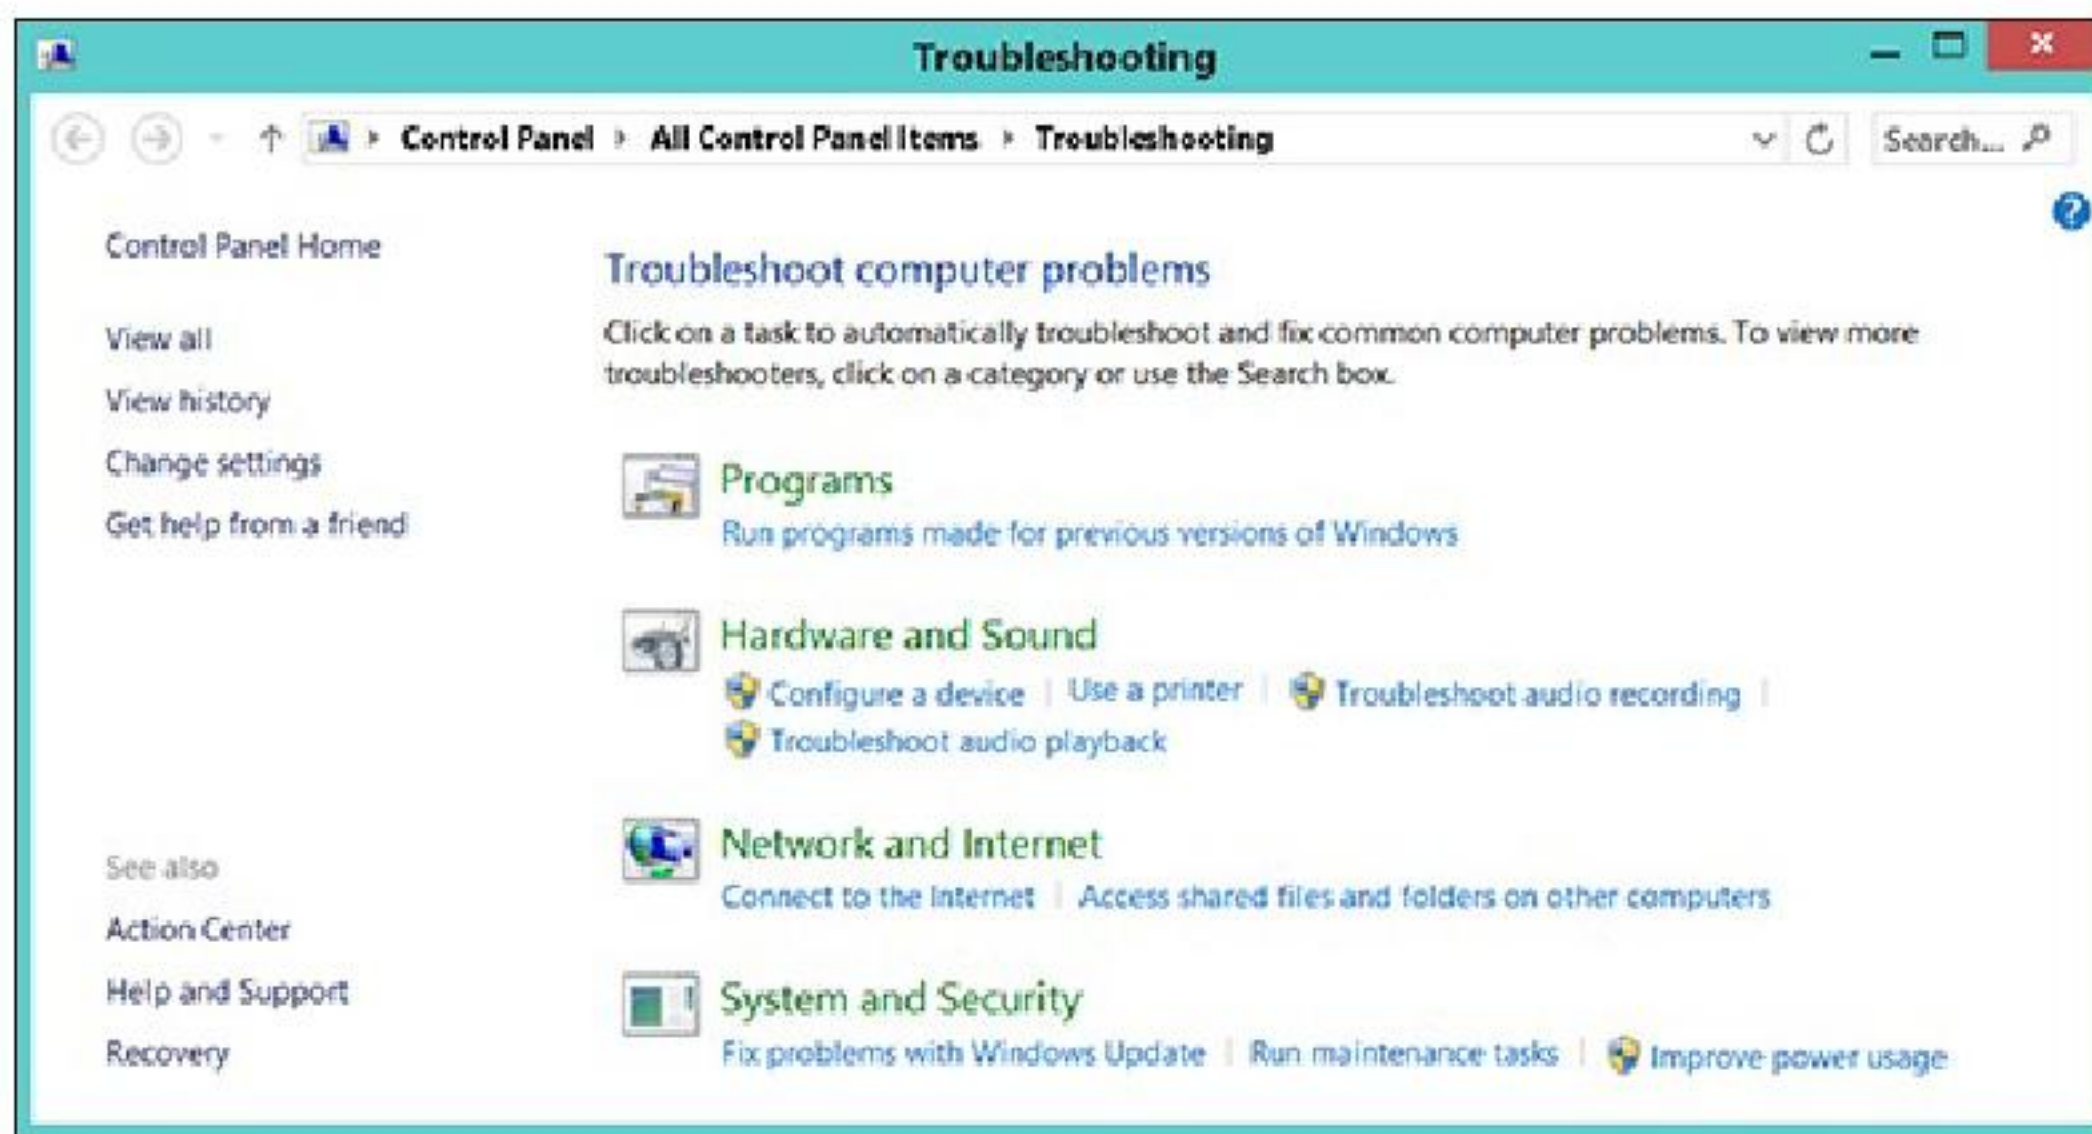 Troubleshooting
Control Panel All Control Panel Items Troubleshooting Search...
Control Panel Home
View all
View history
Change settings
Get help from a friend
See also
Action Center
Help and Support
Recovery
Troubleshoot computer problems
Click on a task to automatically troubleshoot and fix common computer problems. To view more
troubleshooters, click on a category or use the Search box.
Programs
Run programs made for previous versions of Windows
Hardware and Sound
Configure a device | Use a printer | Troubleshoot audio recording |
Troubleshoot audio playback
Network and Internet
Connect to the Internet | Access shared files and folders on other computers
System and Security
Fix problems with Windows Update | Run maintenance tasks | Improve power usage